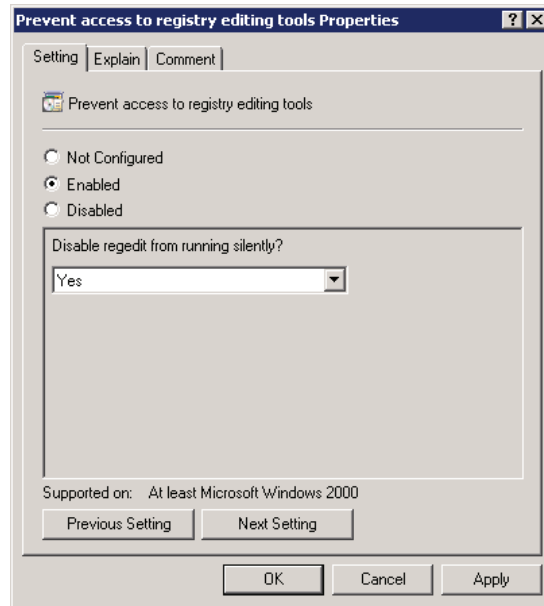 Prevent access to registry editing tools Properties
Setting Explain Comment
Prevent access to registry editing tools
Not Configured
Enabled
Disabled
Disable regedit from running silently?
Yes
Supported on: At least Microsoft Windows 2000
Previous Setting Next Setting
OK Cancel Apply